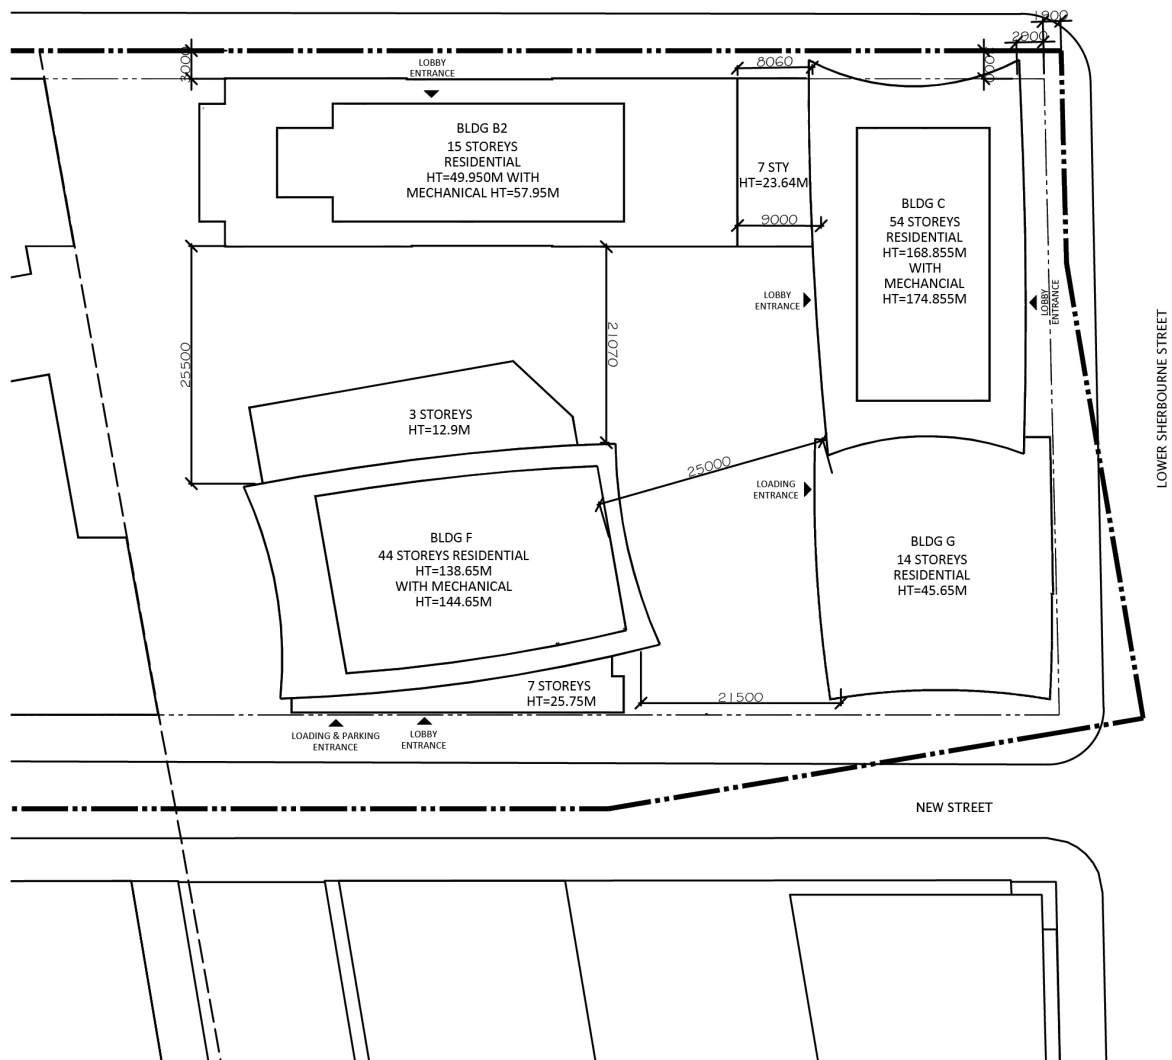 1900
2800
LOBBY
ENTRANCE
3000
8060
BLDG B2
15 STOREYS
RESIDENTIAL
HT=49.950M WITH
MECHANICAL HT=57.95M
7 STY
HT=23.64M
9000
BLDG C
54 STOREYS
RESIDENTIAL
HT=168.855M
WITH
MECHANCIAL
HT=174.855M
LOBBY
ENTRANCE
LOBBY
ENTRANCE
LOWER SHERBOURNE STREET
25500
21070
3 STOREYS
HT=12.9M
25000
LOADING
ENTRANCE
BLDG F
44 STOREYS RESIDENTIAL
HT=138.65M
WITH MECHANICAL
HT=144.65M
BLDG G
14 STOREYS
RESIDENTIAL
HT=45.65M
7 STOREYS
HT=25.75M
21500
LOADING & PARKING
ENTRANCE
LOBBY
ENTRANCE
NEW STREET